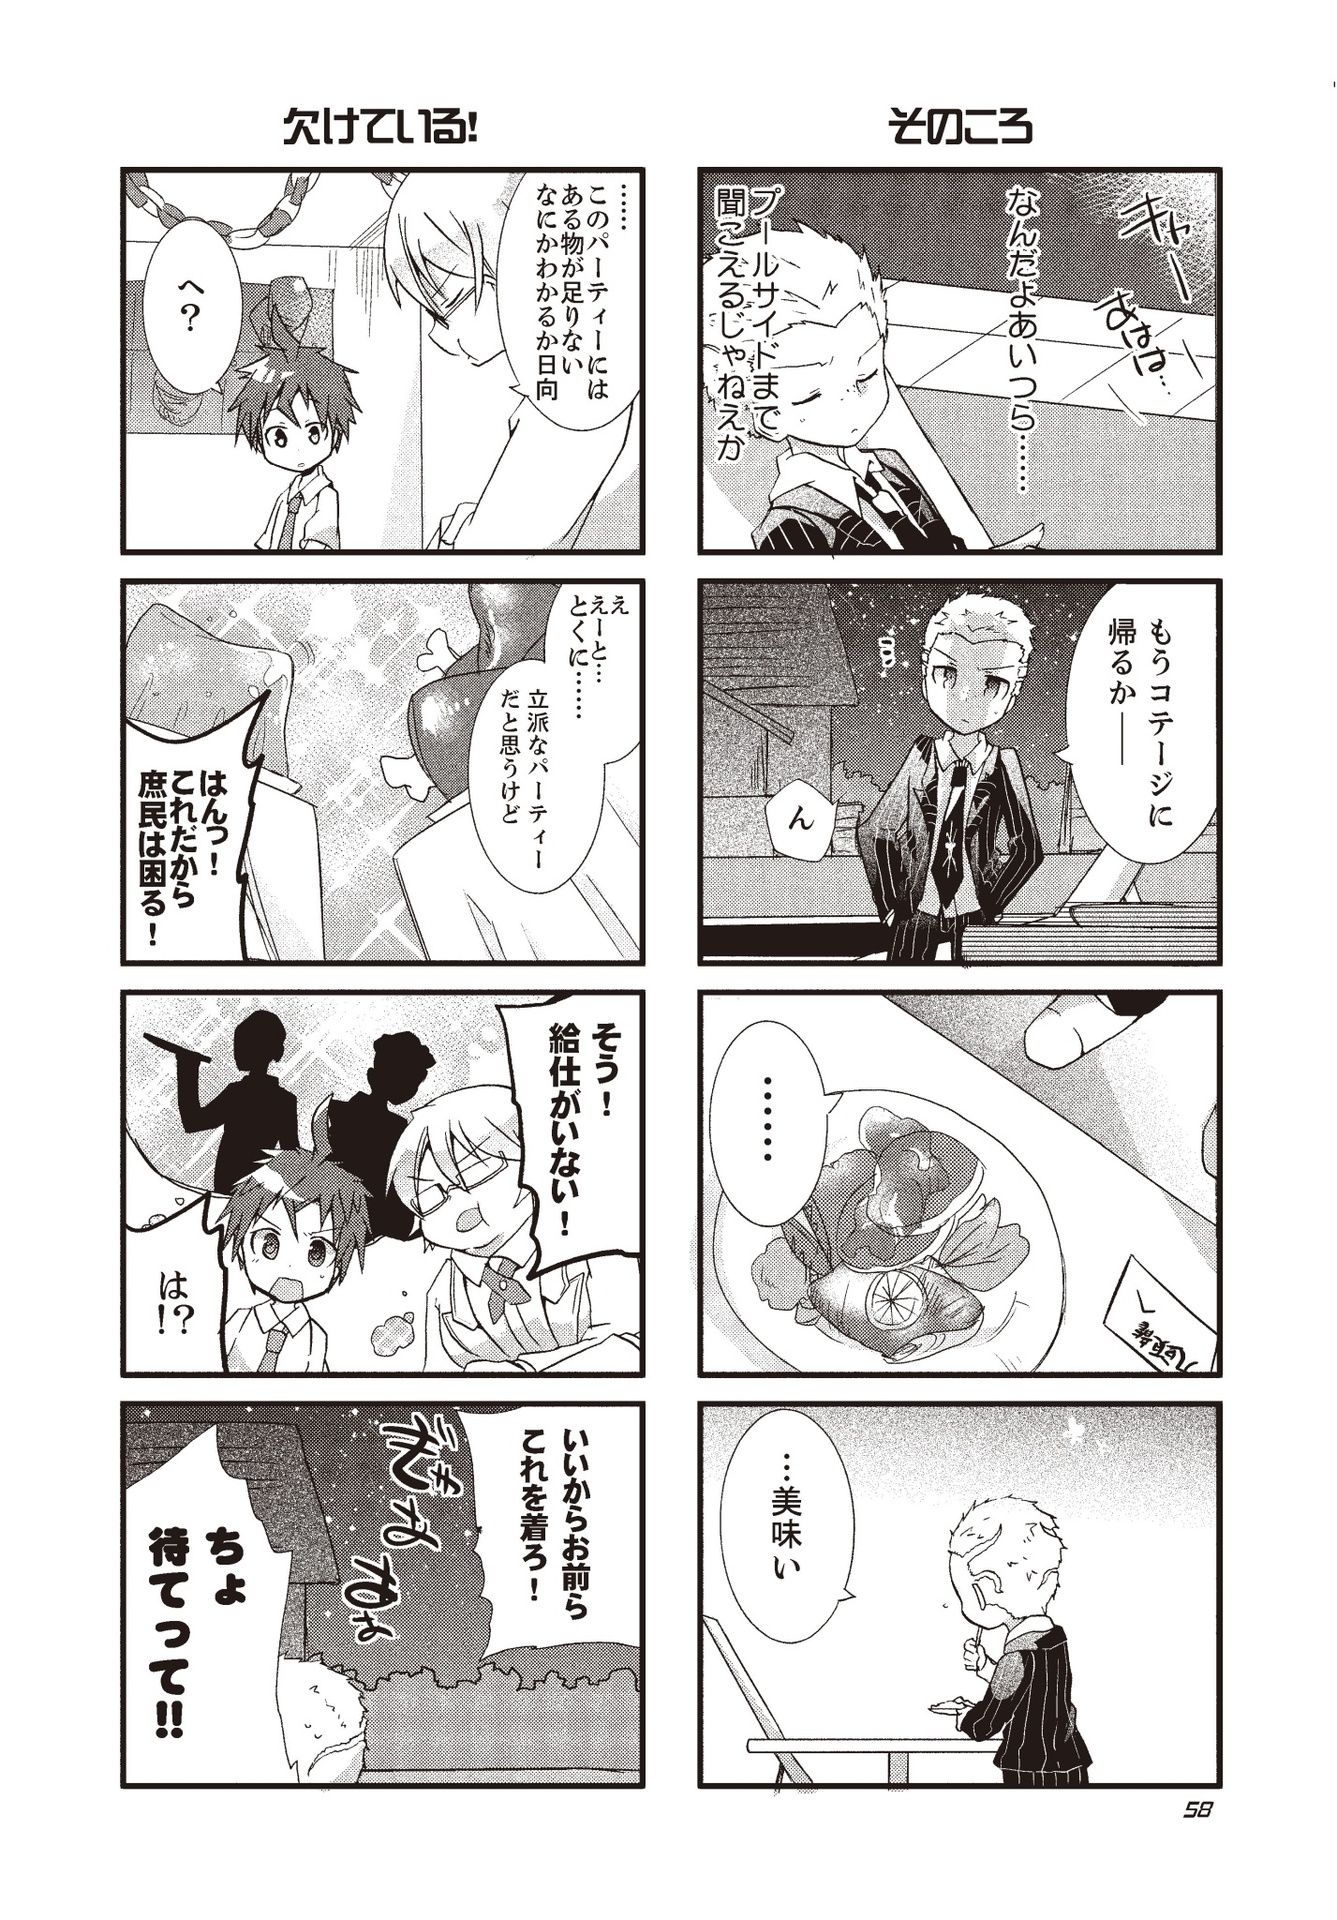 そのころ
キャー
あはは…
なんだよあいつら……
プールサイドまで
聞こえるじゃねえか
もうコテージに
帰るか――
ん
………
九頭龍
…美味い
欠けている!
……
このパーティーには
ある物が足りない
なにかわかるか日向
へ?
え
えーと…
とくに……
立派なパーティー
だと思うけど
はんっ!
これだから
庶民は困る!
そう!
給仕がいない!
は!?
いいからお前ら
これを着ろ!
ぎゃよよ
ちょ
待てって!!
58